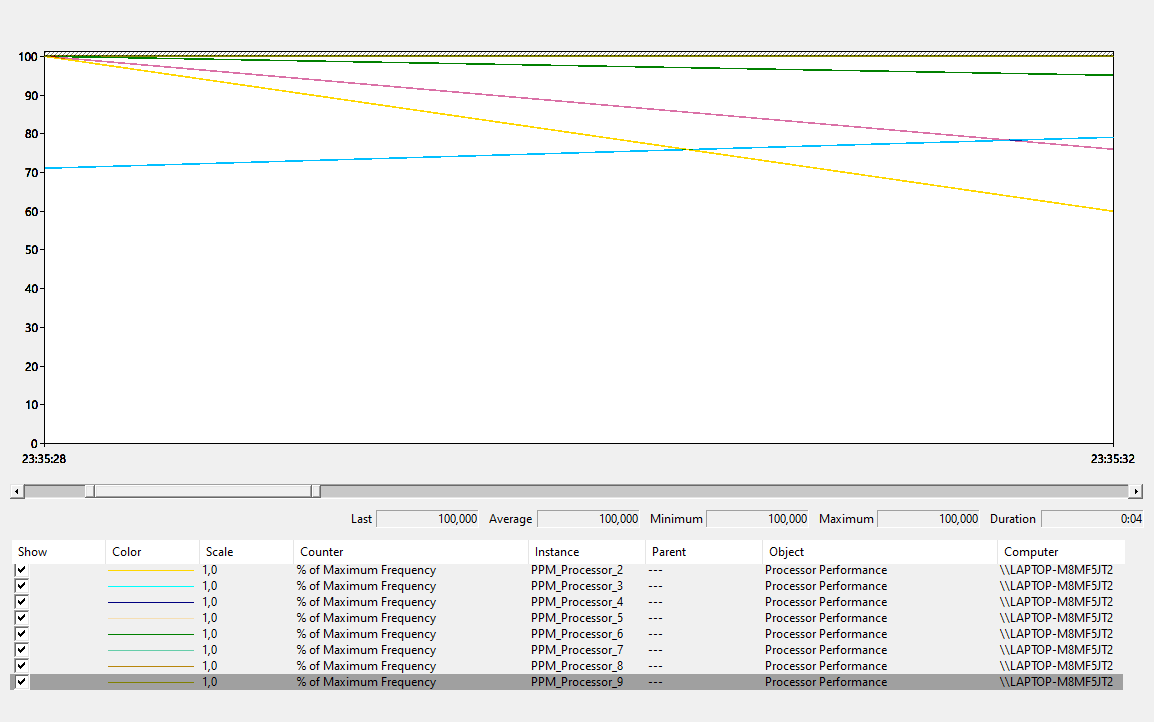 100
90
80
70
60
50
40
30
20
10
0
23:35:28 23:35:32
Last 100,000 Average 100,000 Minimum 100,000 Maximum 100,000 Duration 0:04
Show Color Scale Counter Instance Parent Object Computer
1,0 % of Maximum Frequency PPM_Processor_2 --- Processor Performance \\LAPTOP-M8MF5JT2
1,0 % of Maximum Frequency PPM_Processor_3 --- Processor Performance \\LAPTOP-M8MF5JT2
1,0 % of Maximum Frequency PPM_Processor_4 --- Processor Performance \\LAPTOP-M8MF5JT2
1,0 % of Maximum Frequency PPM_Processor_5 --- Processor Performance \\LAPTOP-M8MF5JT2
1,0 % of Maximum Frequency PPM_Processor_6 --- Processor Performance \\LAPTOP-M8MF5JT2
1,0 % of Maximum Frequency PPM_Processor_7 --- Processor Performance \\LAPTOP-M8MF5JT2
1,0 % of Maximum Frequency PPM_Processor_8 --- Processor Performance \\LAPTOP-M8MF5JT2
1,0 % of Maximum Frequency PPM_Processor_9 --- Processor Performance \\LAPTOP-M8MF5JT2